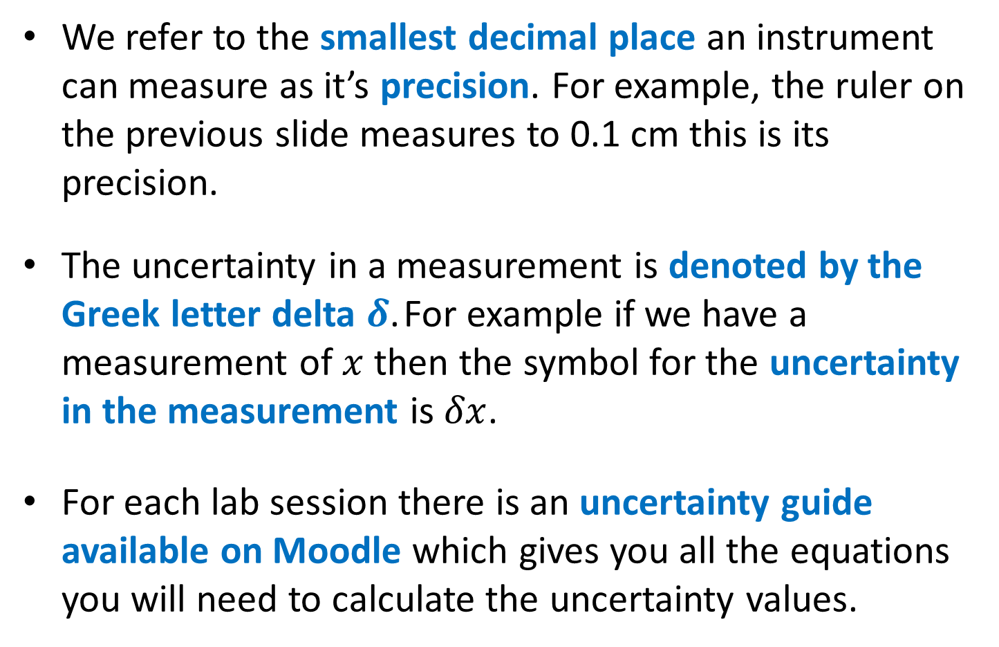 • We refer to the smallest decimal place an instrument
can measure as it’s precision. For example, the ruler on
the previous slide measures to 0.1 cm this is its
precision.
• The uncertainty in a measurement is denoted by the
Greek letter delta δ. For example if we have a
measurement of x then the symbol for the uncertainty
in the measurement is δx.
• For each lab session there is an uncertainty guide
available on Moodle which gives you all the equations
you will need to calculate the uncertainty values.